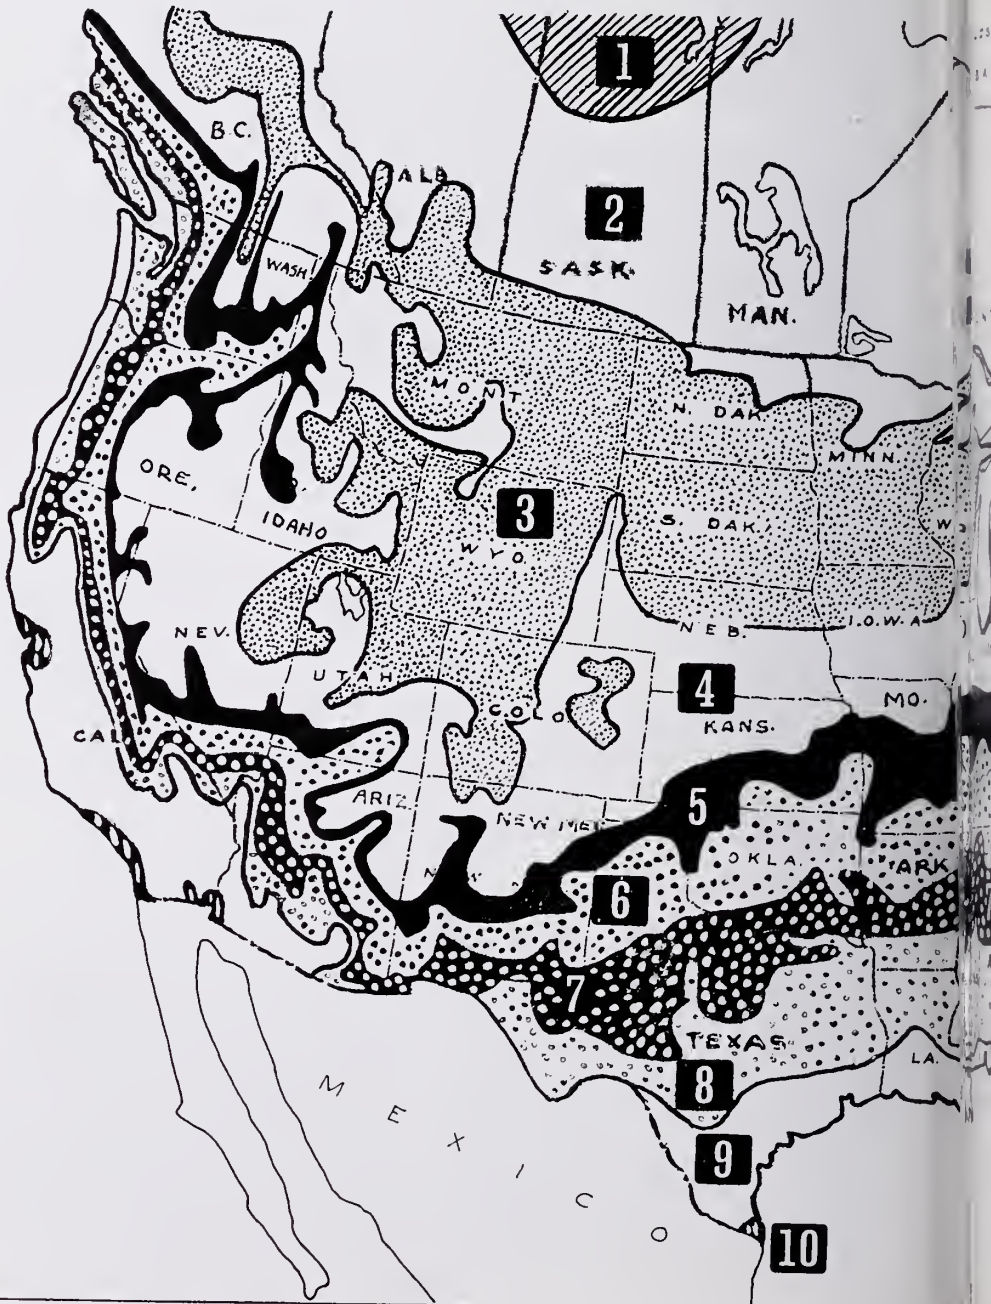 1
B.C.
ALB.
2
SASK.
WASH.
MAN.
MONT.
N. DAK.
MINN.
ORE.
IDAHO
3
WYO.
S. DAK.
W
NEV.
NEB.
I.O.W.A
UTAH
4
COLO.
MO.
KANS.
CAL.
ARIZ.
5
NEW MEX
OKLA.
ARK
6
7
TEXAS
LA.
8
MEXICO
9
10